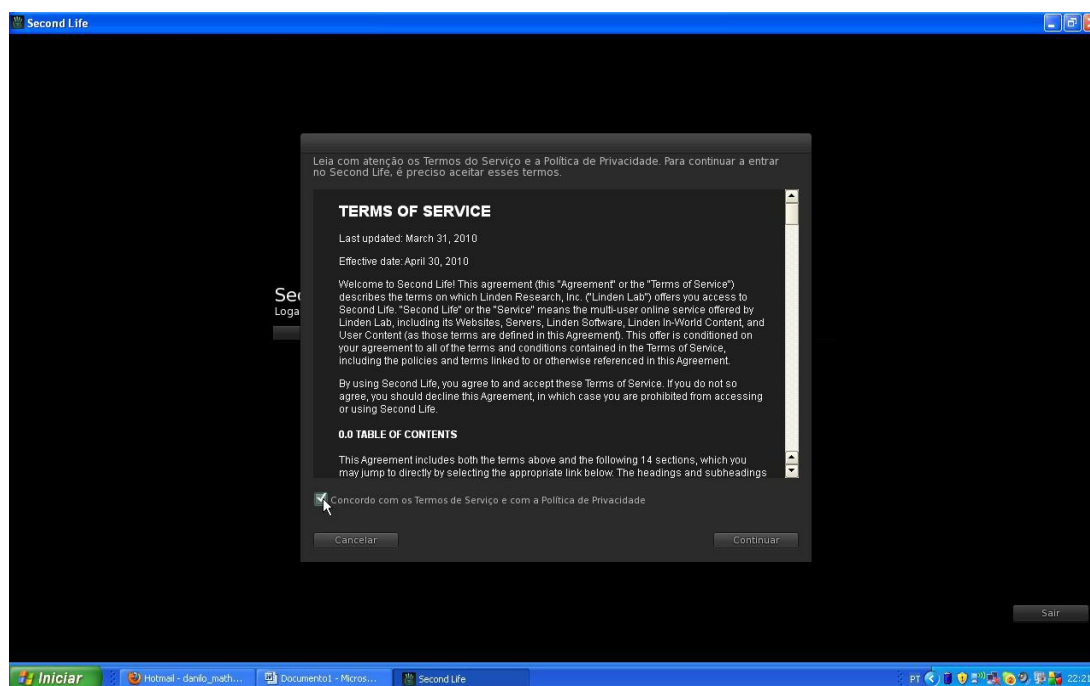 Second Life
Leia com atenção os Termos do Serviço e a Política de Privacidade. Para continuar a entrar
no Second Life, é preciso aceitar esses termos.
TERMS OF SERVICE
Last updated: March 31, 2010
Effective date: April 30, 2010
Welcome to Second Life! This agreement (this "Agreement" or the "Terms of Service")
describes the terms on which Linden Research, Inc. ("Linden Lab") offers you access to
Second Life. "Second Life" or the "Service" means the multi-user online service offered by
Linden Lab, including its Websites, Servers, Linden Software, Linden In-World Content, and
User Content (as those terms are defined in this Agreement). This offer is conditioned on
your agreement to all of the terms and conditions contained in the Terms of Service,
including the policies and terms linked to or otherwise referenced in this Agreement.
By using Second Life, you agree to and accept these Terms of Service. If you do not so
agree, you should decline this Agreement, in which case you are prohibited from accessing
or using Second Life.
0.0 TABLE OF CONTENTS
This Agreement includes both the terms above and the following 14 sections, which you
may jump to directly by selecting the appropriate link below. The headings and subheadings
Sec
Loga
Concordo com os Termos de Serviço e com a Política de Privacidade
Cancelar
Continuar
Sair
Iniciar
Hotmail - danilo_math...
Documento1 - Micros...
Second Life
PT